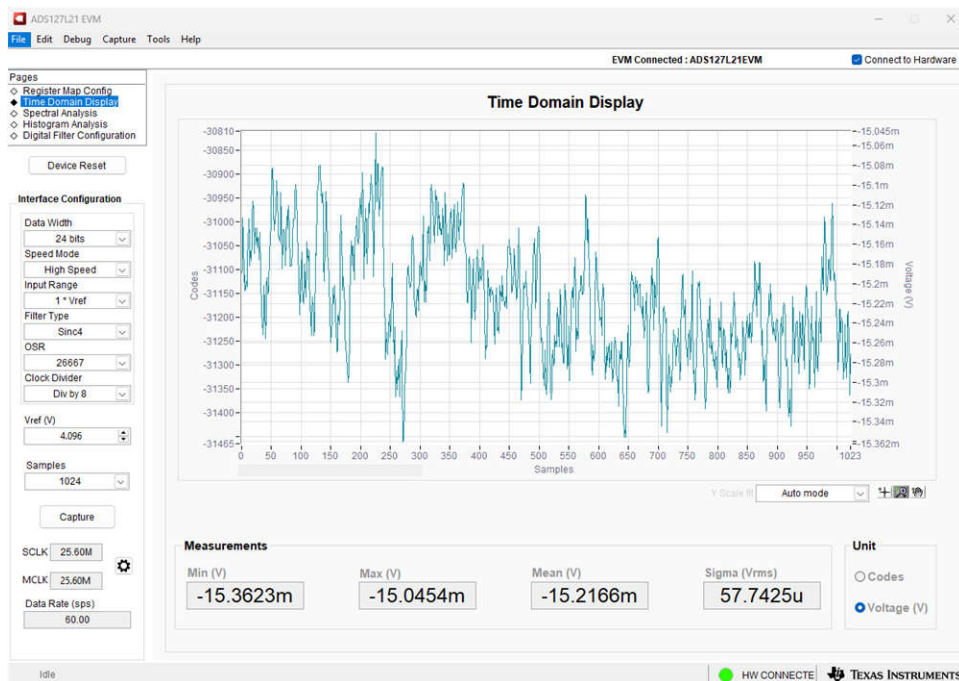 ADS127L21 EVM
File Edit Debug Capture Tools Help
EVM Connected : ADS127L21EVM
Connect to Hardware
Pages
Register Map Config
Time Domain Display
Spectral Analysis
Histogram Analysis
Digital Filter Configuration
Device Reset
Interface Configuration
Data Width
24 bits
Speed Mode
High Speed
Input Range
1 * Vref
Filter Type
Sinc4
OSR
26667
Clock Divider
Div by 8
Vref (V)
4.096
Samples
1024
Capture
SCLK 25.60M
MCLK 25.60M
Data Rate (sps)
60.00
Time Domain Display
Codes
-30810
-30850
-30900
-30950
-31000
-31050
-31100
-31150
-31200
-31250
-31300
-31350
-31400
-31465
-15.045m
-15.06m
-15.08m
-15.1m
-15.12m
-15.14m
-15.16m
-15.18m
-15.2m
-15.22m
-15.24m
-15.26m
-15.28m
-15.3m
-15.32m
-15.34m
-15.362m
Voltage (V)
0 50 100 150 200 250 300 350 400 450 500 550 600 650 700 750 800 850 900 950 1023
Samples
Y Scale fit Auto mode
Measurements
Min (V) Max (V) Mean (V) Sigma (Vrms)
-15.3623m -15.0454m -15.2166m 57.7425u
Unit
Codes
Voltage (V)
Idle
HW CONNECTE
TEXAS INSTRUMENTS